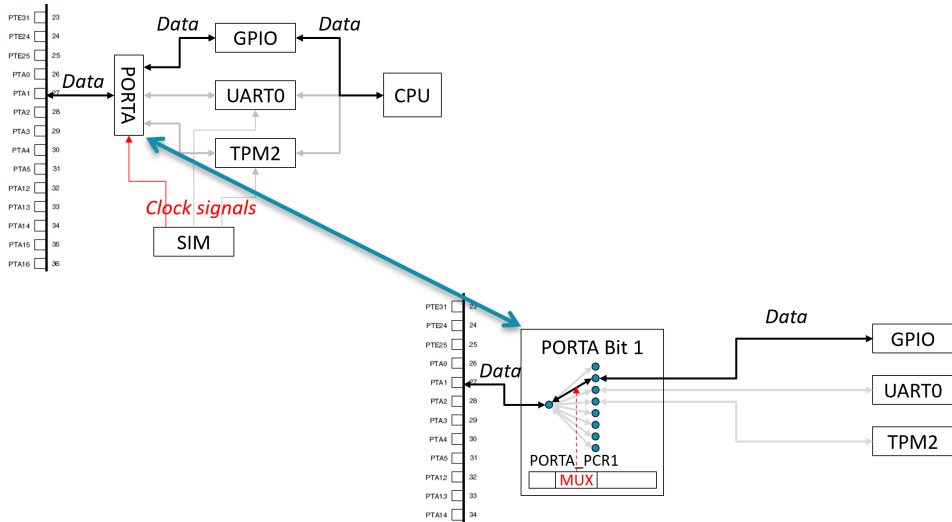 PTE31 23
PTE24 24
PTE25 25
PTA0 26
PTA1 27
PTA2 28
PTA3 29
PTA4 30
PTA5 31
PTA12 32
PTA13 33
PTA14 34
PTA15 35
PTA16 36
Data
PORTA
Data
Data
GPIO
UART0
TPM2
CPU
Clock signals
SIM
PTE31 23
PTE24 24
PTE25 25
PTA0 26
PTA1 27
PTA2 28
PTA3 29
PTA4 30
PTA5 31
PTA12 32
PTA13 33
PTA14 34
Data
PORTA Bit 1
PORTA_PCR1
MUX
Data
GPIO
UART0
TPM2